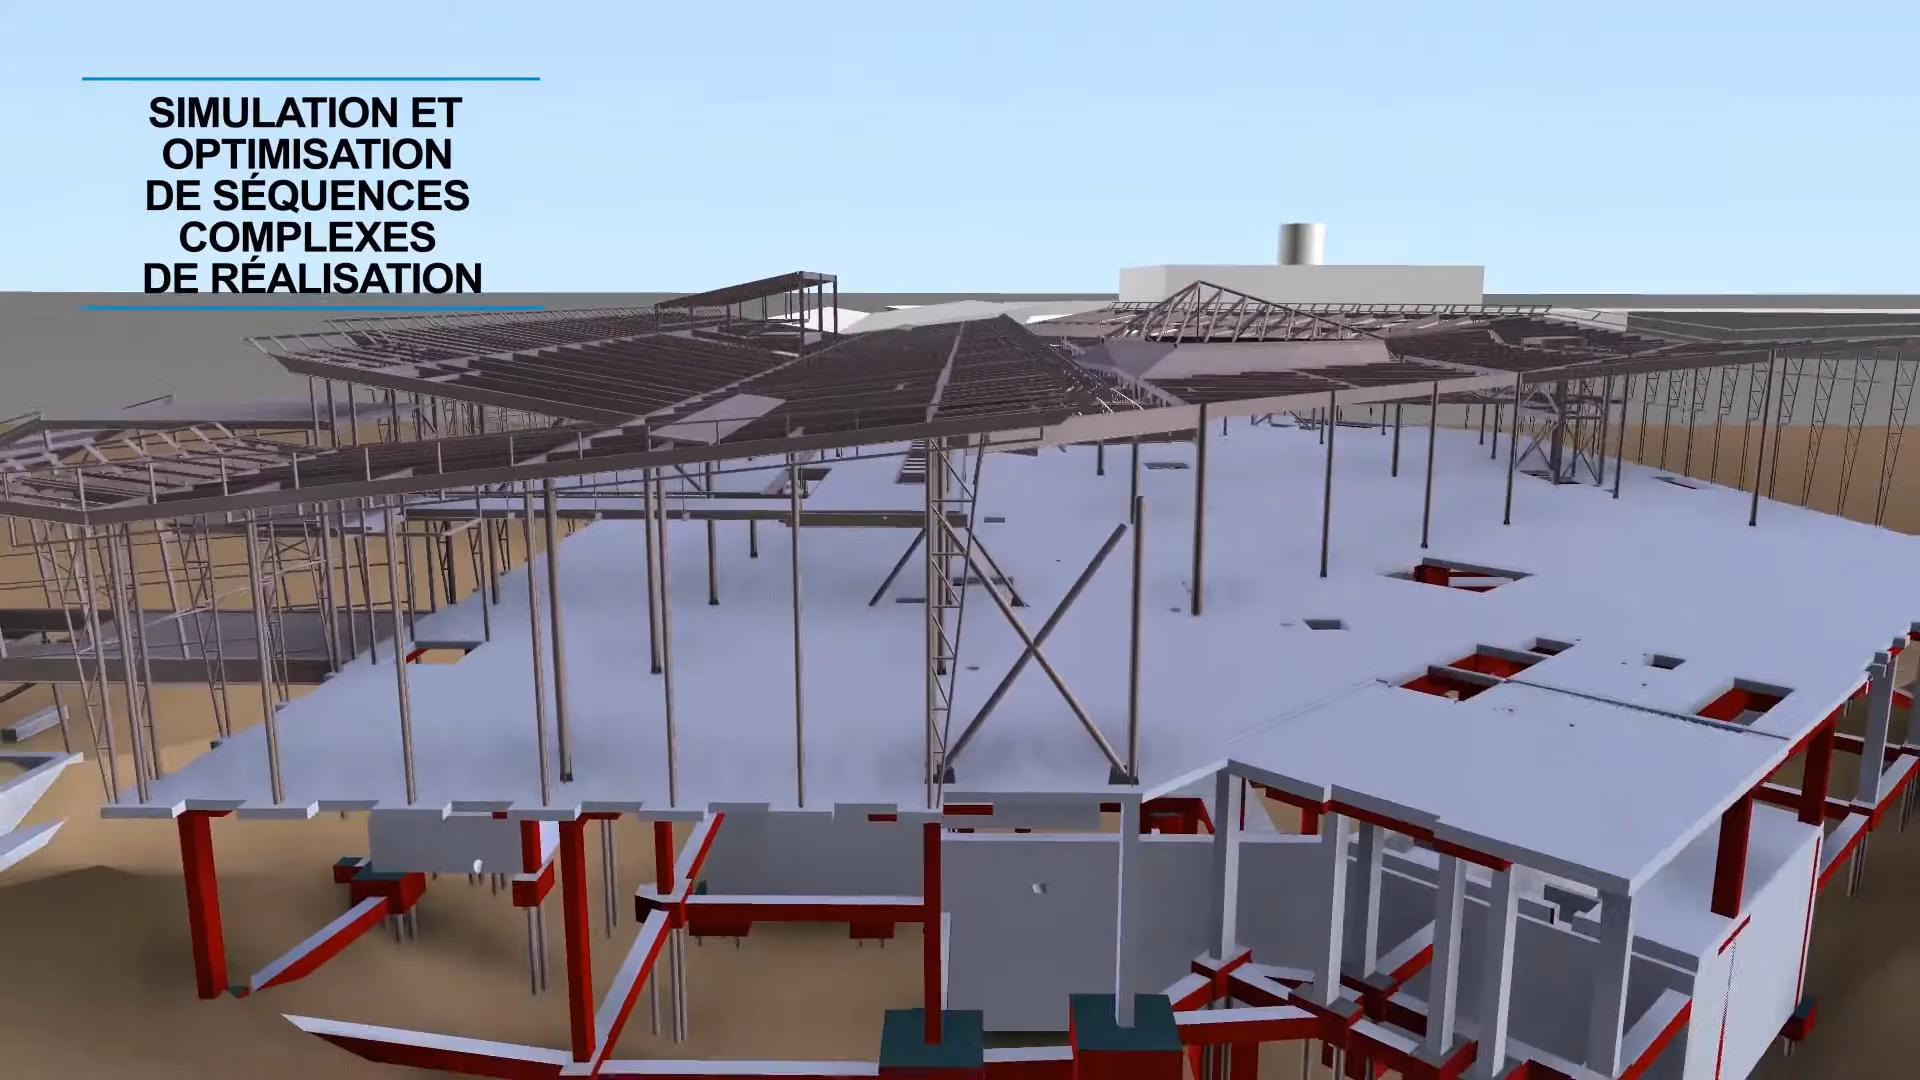 SIMULATION ET
OPTIMISATION
DE SÉQUENCES
COMPLEXES
DE RÉALISATION